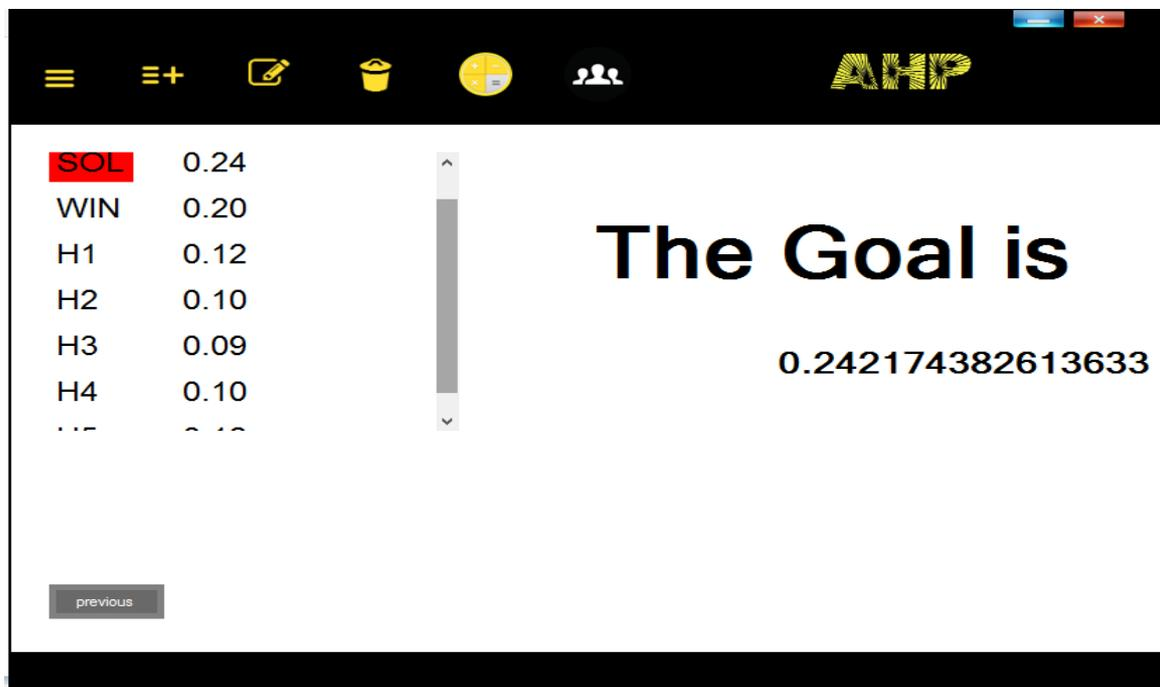 AHP
SOL 0.24
WIN 0.20
H1 0.12
H2 0.10
H3 0.09
H4 0.10
The Goal is
0.242174382613633
previous